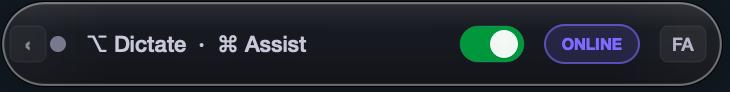 ‹ ⌥ Dictate · ⌘ Assist ONLINE FA